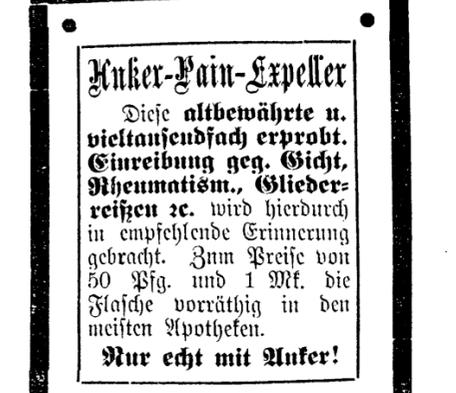 Anker-Pain-Expeller
Diese altbewährte u.
vieltausendfach erprobt.
Einreibung geg. Gicht,
Rheumatism., Glieder-
reißen ꝛc. wird hierdurch
in empfehlende Erinnerung
gebracht. Zum Preise von
50 Pfg. und 1 Mk. die
Flasche vorräthig in den
meisten Apotheken.
Nur echt mit Anker!